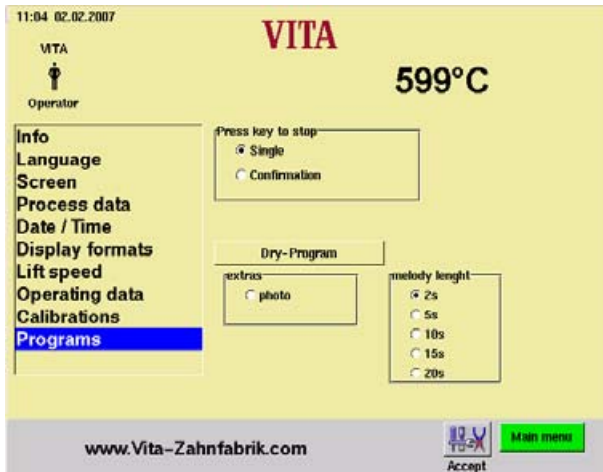 11:04 02.02.2007
VITA
VITA
599°C
Operator
Info
Language
Screen
Process data
Date / Time
Display formats
Lift speed
Operating data
Calibrations
Programs
Press key to stop
Single
Confirmation
Dry-Program
extras
photo
melody lenght
2s
5s
10s
15s
20s
www.Vita-Zahnfabrik.com
Accept
Main menu